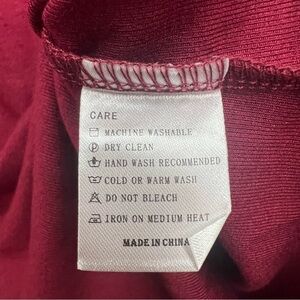 CARE
MACHINE WASHABLE
DRY CLEAN
HAND WASH RECOMMENDED
COLD OR WARM WASH
DO NOT BLEACH
IRON ON MEDIUM HEAT
MADE IN CHINA